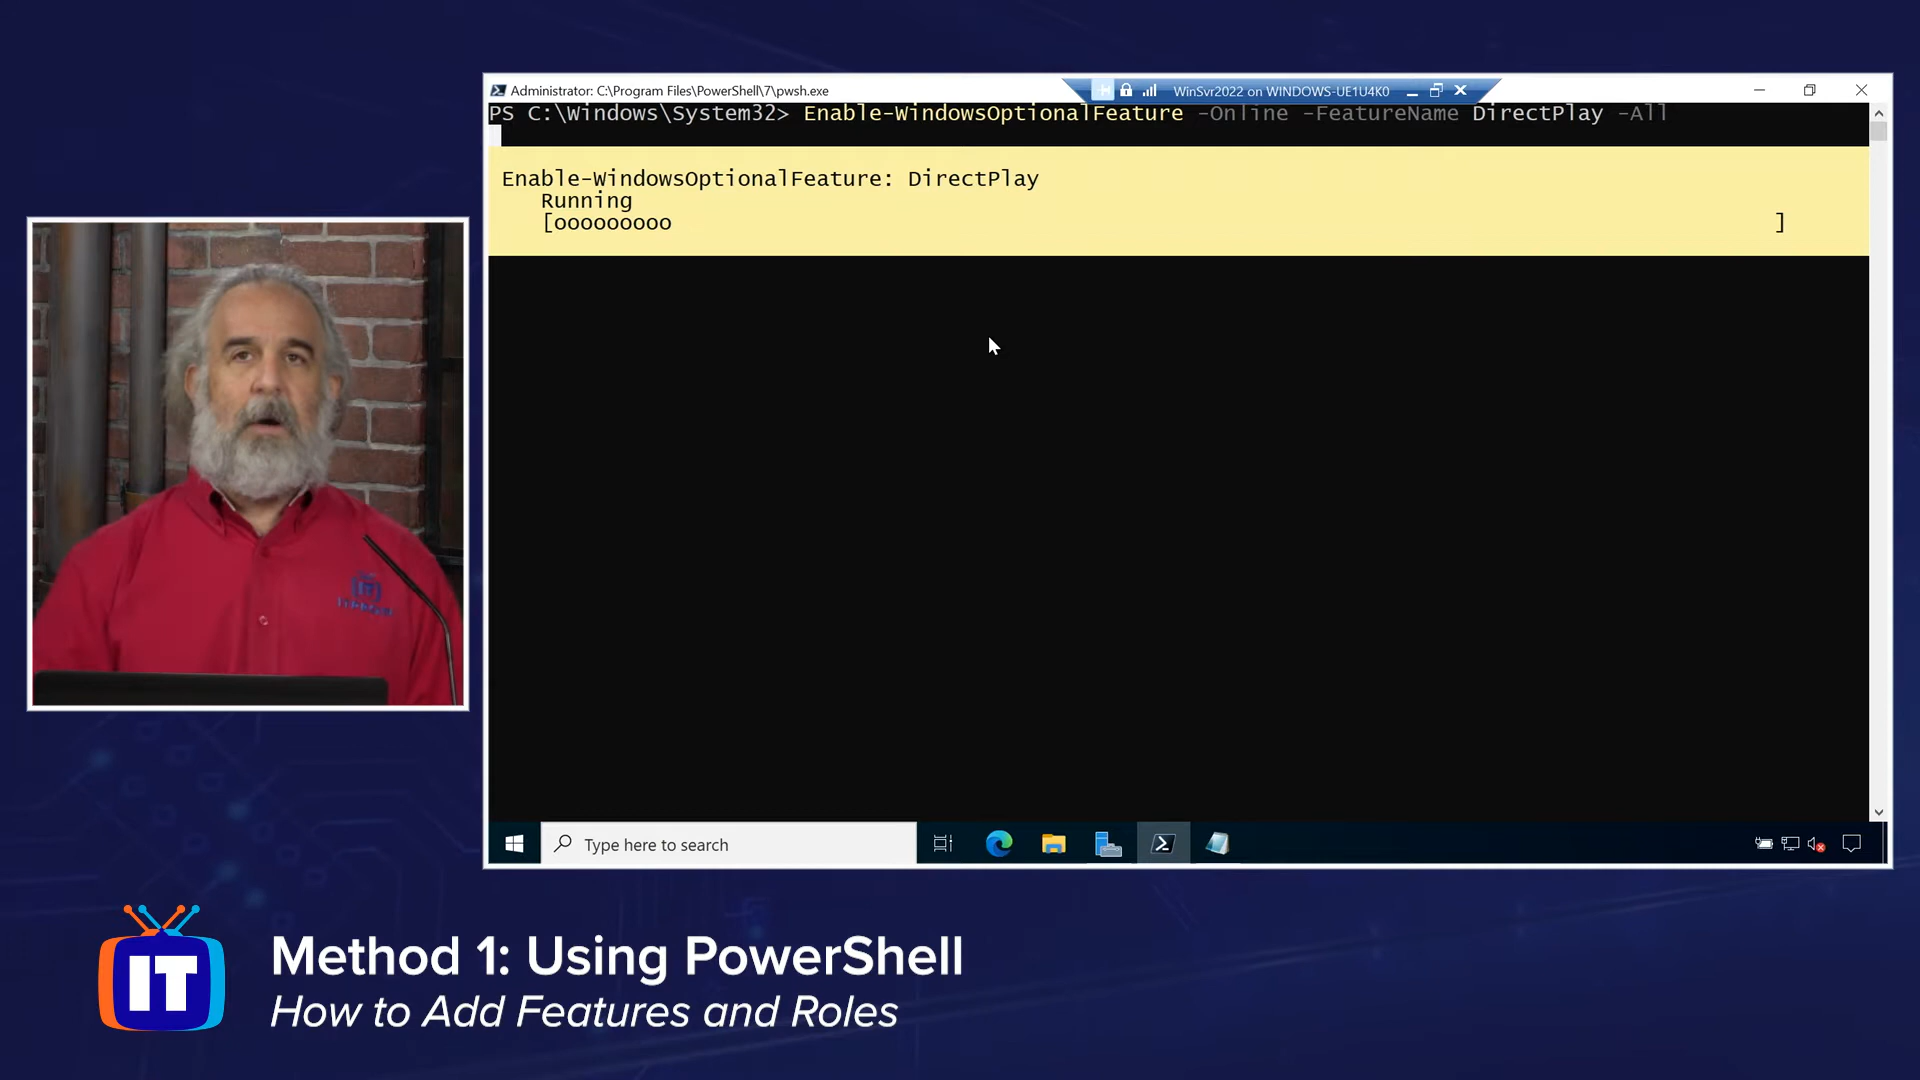 Administrator: C:\Program Files\PowerShell\7\pwsh.exe
WinSvr2022 on WINDOWS-UE1U4K0
PS C:\Windows\System32> Enable-WindowsOptionalFeature -Online -FeatureName DirectPlay -All
Enable-WindowsOptionalFeature: DirectPlay
Running
[ooooooooo ]
Type here to search
IT
Method 1: Using PowerShell
How to Add Features and Roles